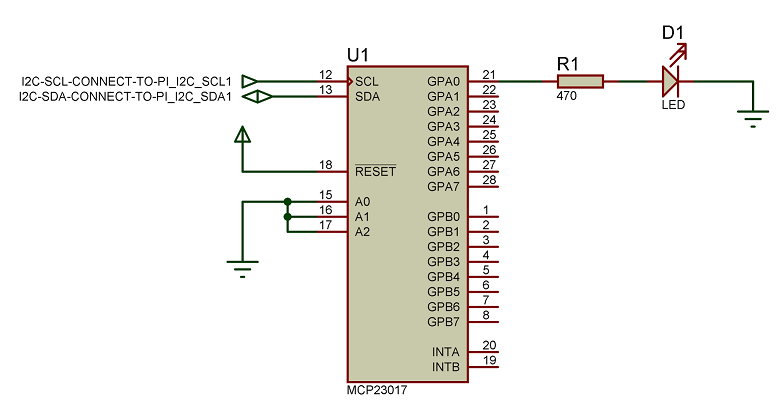 U1
I2C-SCL-CONNECT-TO-PI_I2C_SCL1
I2C-SDA-CONNECT-TO-PI_I2C_SDA1
12 SCL
13 SDA
18 RESET
15 A0
16 A1
17 A2
GPA0 21
GPA1 22
GPA2 23
GPA3 24
GPA4 25
GPA5 26
GPA6 27
GPA7 28
GPB0 1
GPB1 2
GPB2 3
GPB3 4
GPB4 5
GPB5 6
GPB6 7
GPB7 8
INTA 20
INTB 19
MCP23017
R1
470
D1
LED